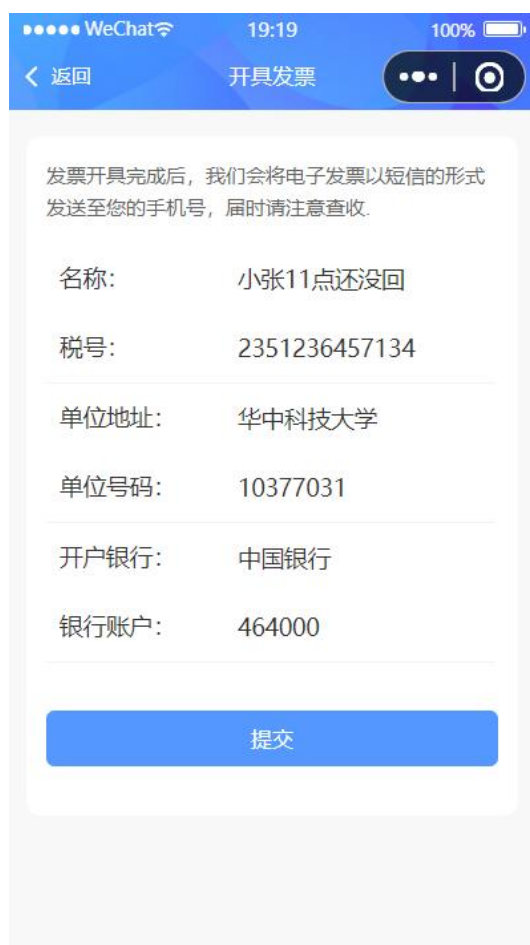 WeChat 19:19 100%
返回 开具发票
发票开具完成后，我们会将电子发票以短信的形式
发送至您的手机号，届时请注意查收.
名称： 小张11点还没回
税号： 2351236457134
单位地址： 华中科技大学
单位号码： 10377031
开户银行： 中国银行
银行账户： 464000
提交